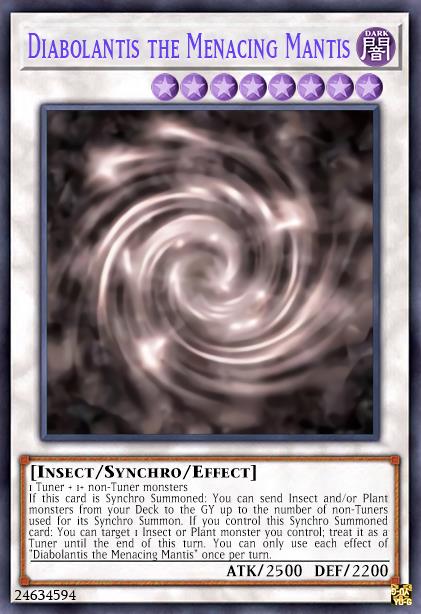 DIABOLANTIS THE MENACING MANTIS
DARK
闇
[INSECT/SYNCHRO/EFFECT]
1 Tuner + 1+ non-Tuner monsters
If this card is Synchro Summoned: You can send Insect and/or Plant
monsters from your Deck to the GY up to the number of non-Tuners
used for its Synchro Summon. If you control this Synchro Summoned
card: You can target 1 Insect or Plant monster you control; treat it as a
Tuner until the end of this turn. You can only use each effect of
"Diabolantis the Menacing Mantis" once per turn.
ATK/2500 DEF/2200
24634594